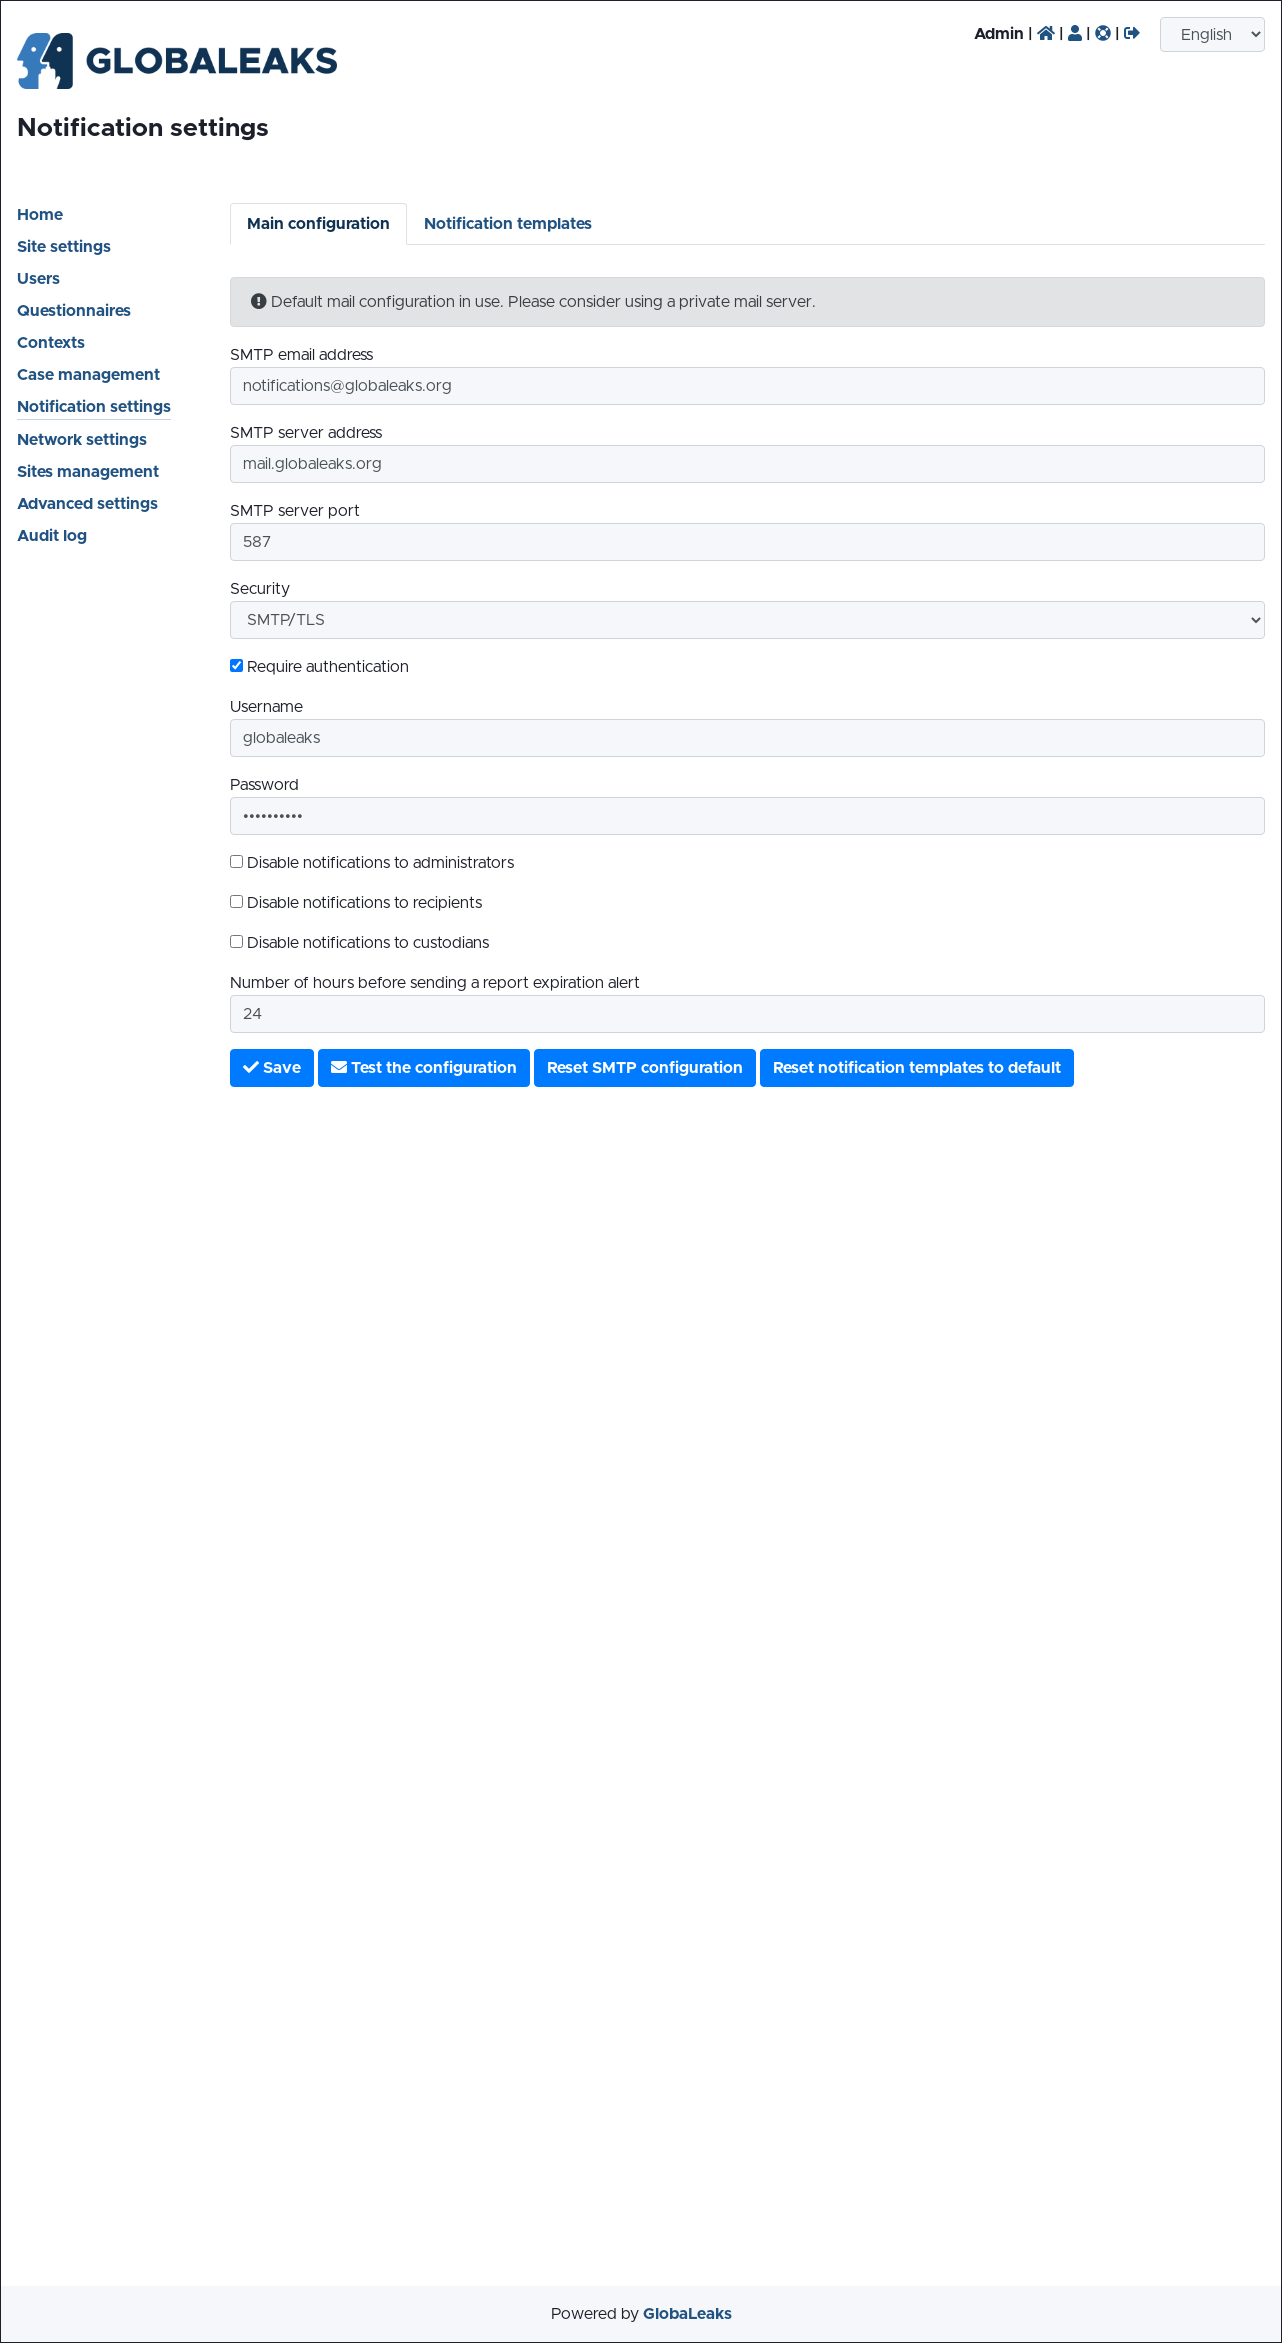 Admin | | | |
English
GLOBALEAKS
Notification settings
Home
Site settings
Users
Questionnaires
Contexts
Case management
Notification settings
Network settings
Sites management
Advanced settings
Audit log
Main configuration
Notification templates
Default mail configuration in use. Please consider using a private mail server.
SMTP email address
notifications@globaleaks.org
SMTP server address
mail.globaleaks.org
SMTP server port
587
Security
SMTP/TLS
Require authentication
Username
globaleaks
Password
••••••••••
Disable notifications to administrators
Disable notifications to recipients
Disable notifications to custodians
Number of hours before sending a report expiration alert
24
Save
Test the configuration
Reset SMTP configuration
Reset notification templates to default
Powered by GlobaLeaks